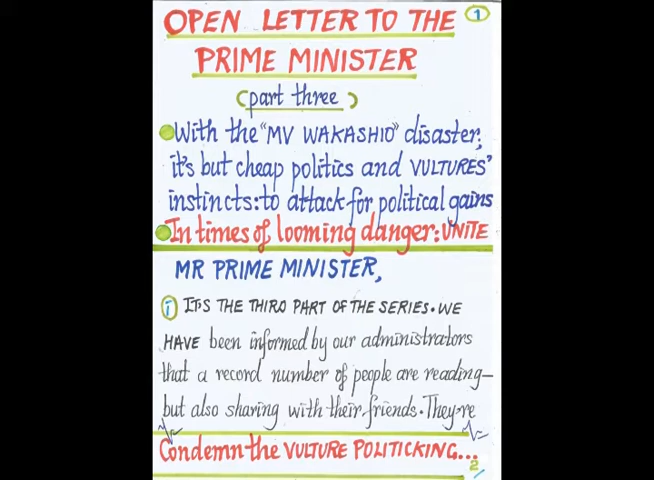 OPEN LETTER TO THE 1
PRIME MINISTER
(part three)
With the "MV WAKASHIO" disaster;
it's but cheap politics and VULTURES'
instincts: to attack for political gains
In times of looming danger: UNITE
MR PRIME MINISTER,
i IT'S THE THIRD PART OF THE SERIES. WE
HAVE been informed by our administrators
that a record number of people are reading-
but also sharing with their friends. They're
Condemn the VULTURE POLITICKING...
2